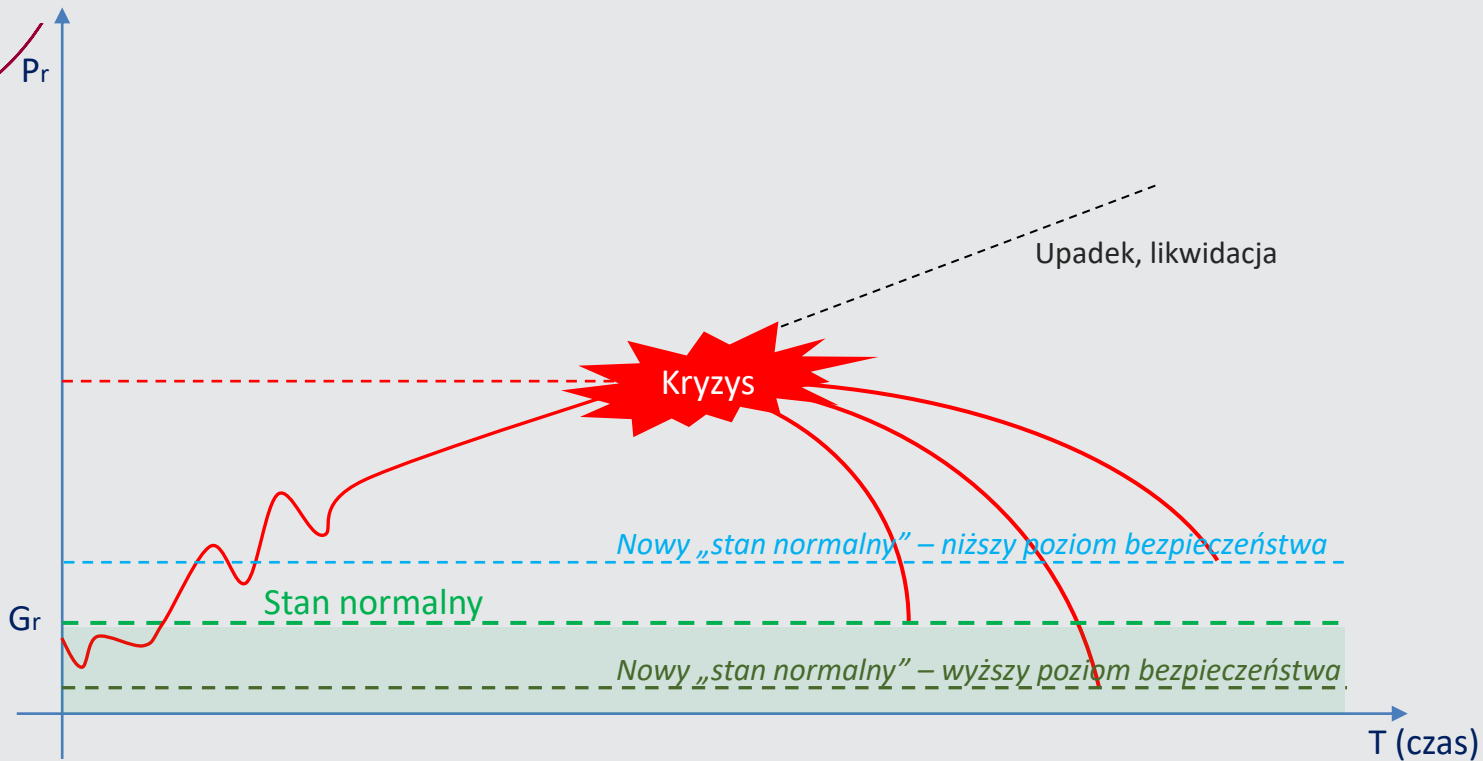 Pr
Upadek, likwidacja
Kryzys
Nowy „stan normalny” – niższy poziom bezpieczeństwa
Stan normalny
Gr
Nowy „stan normalny” – wyższy poziom bezpieczeństwa
T (czas)